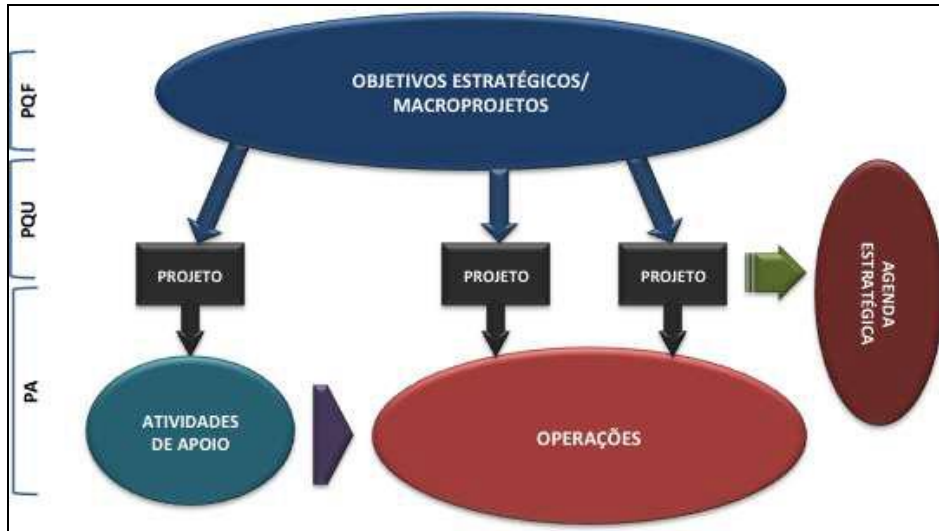 PQF
OBJETIVOS ESTRATÉGICOS/
MACROPROJETOS
PQU
PROJETO
PROJETO
PROJETO
AGENDA
ESTRATÉGICA
PA
ATIVIDADES
DE APOIO
OPERAÇÕES